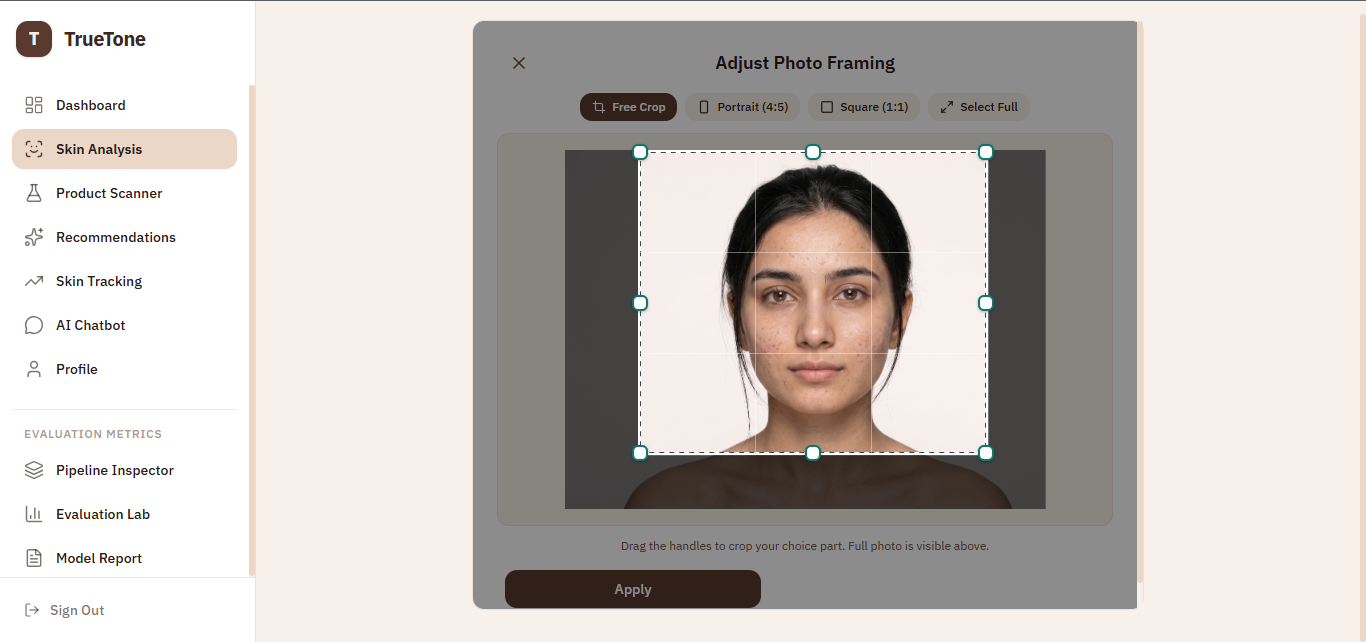 T TrueTone
Dashboard
Skin Analysis
Product Scanner
Recommendations
Skin Tracking
AI Chatbot
Profile
EVALUATION METRICS
Pipeline Inspector
Evaluation Lab
Model Report
Sign Out
Adjust Photo Framing
Free Crop Portrait (4:5) Square (1:1) Select Full
Drag the handles to crop your choice part. Full photo is visible above.
Apply